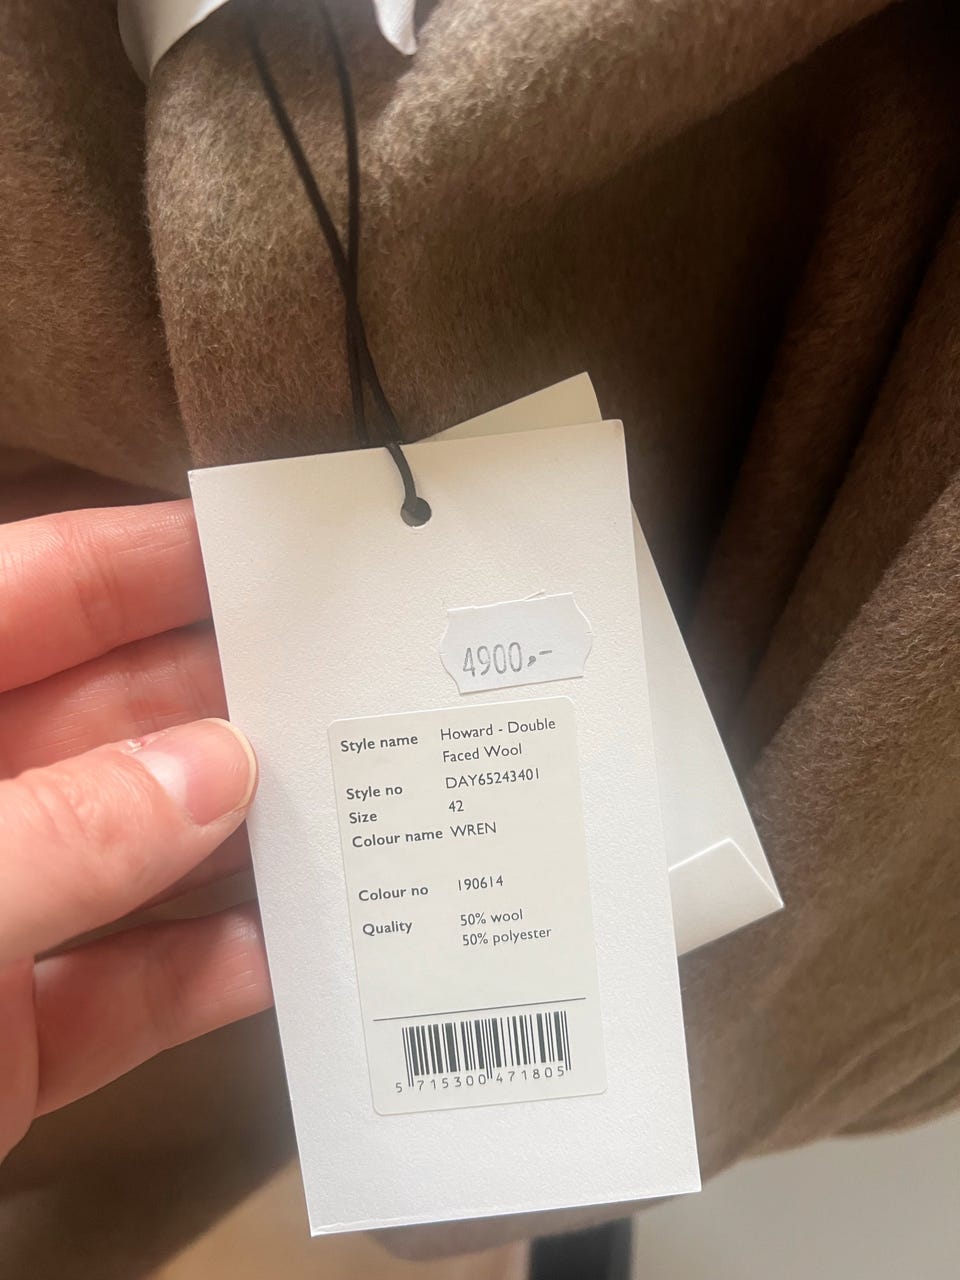 4900,-
Style name Howard - Double
Faced Wool
Style no DAY65243401
Size 42
Colour name WREN
Colour no 190614
Quality 50% wool
50% polyester
5 715300 471805